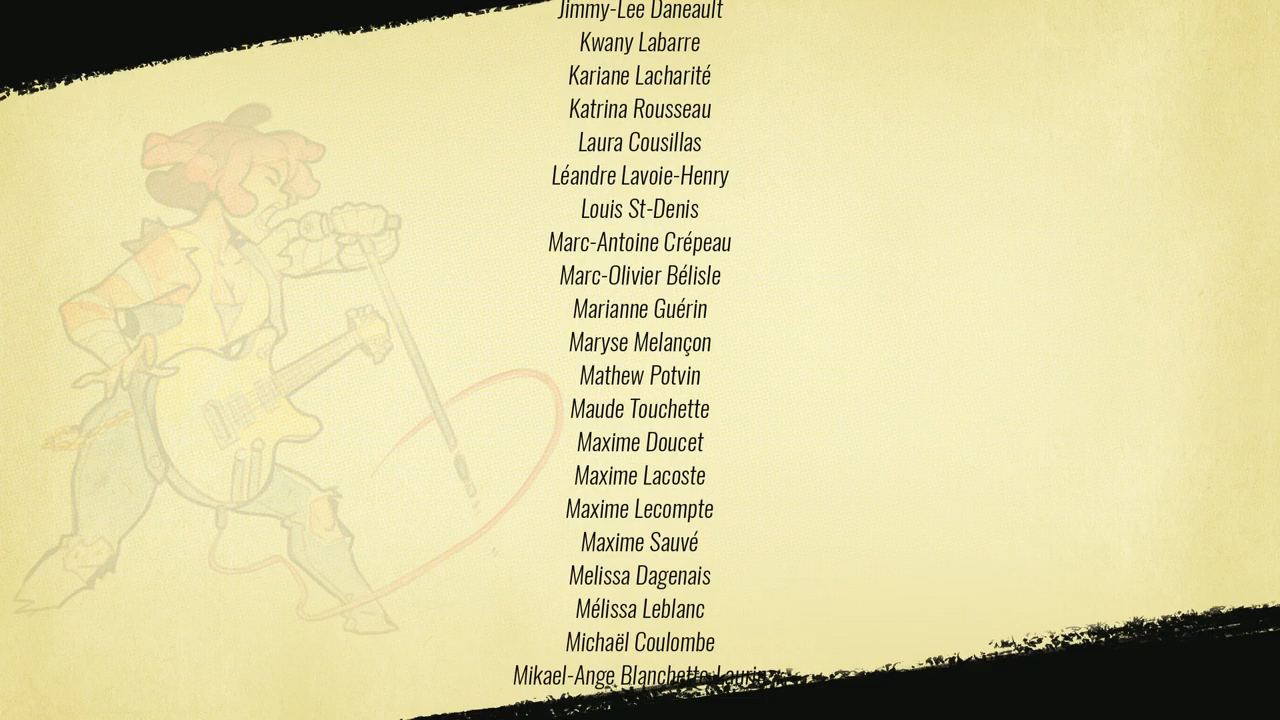 Jimmy-Lee Daneault
Kwany Labarre
Kariane Lacharité
Katrina Rousseau
Laura Cousillas
Léandre Lavoie-Henry
Louis St-Denis
Marc-Antoine Crépeau
Marc-Olivier Bélisle
Marianne Guérin
Maryse Melançon
Mathew Potvin
Maude Touchette
Maxime Doucet
Maxime Lacoste
Maxime Lecompte
Maxime Sauvé
Melissa Dagenais
Mélissa Leblanc
Michaël Coulombe
Mikael-Ange Blanchette